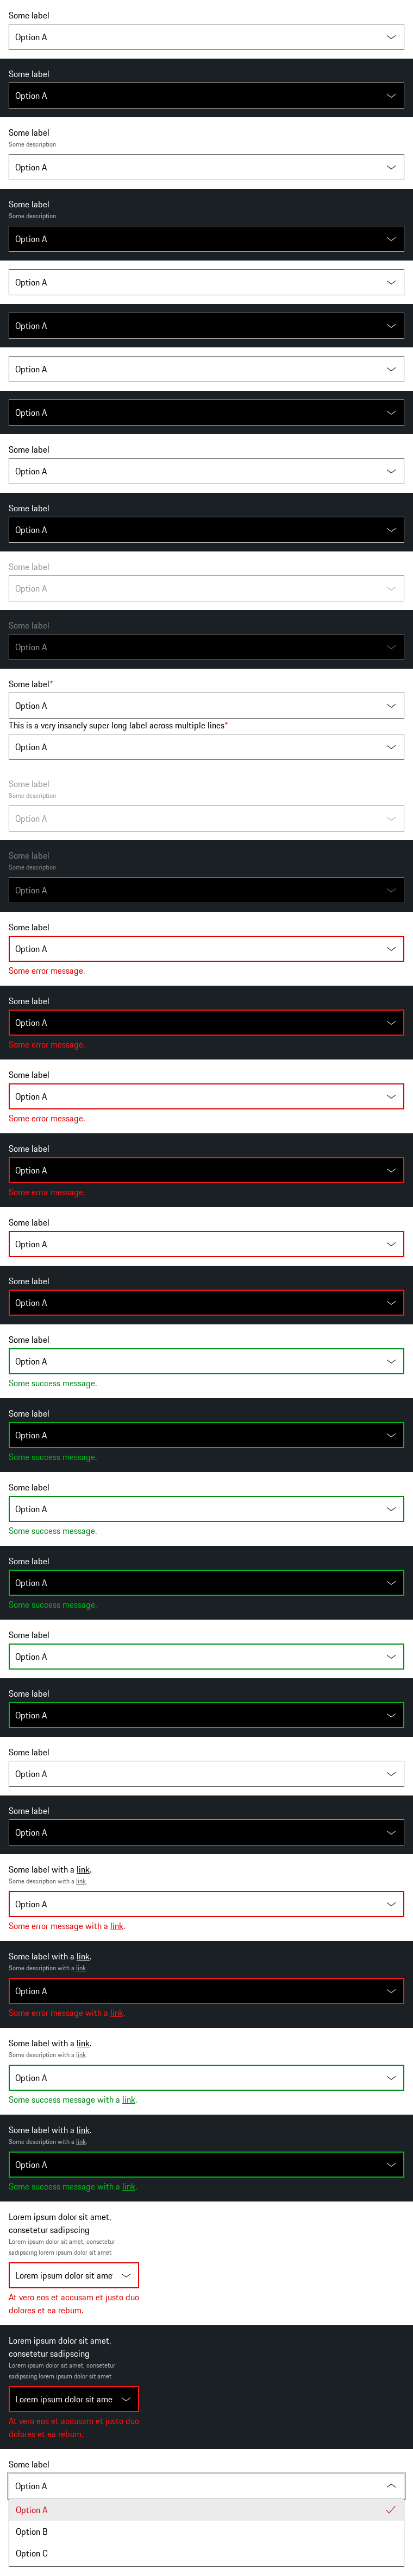 Some label
Option A
Some label
Option A
Some label
Some description
Option A
Some label
Some description
Option A
Option A
Option A
Option A
Option A
Some label
Option A
Some label
Option A
Some label
Option A
Some label
Option A
Some label*
Option A
This is a very insanely super long label across multiple lines*
Option A
Some label
Some description
Option A
Some label
Some description
Option A
Some label
Option A
Some error message.
Some label
Option A
Some error message.
Some label
Option A
Some error message.
Some label
Option A
Some error message.
Some label
Option A
Some label
Option A
Some label
Option A
Some success message.
Some label
Option A
Some success message.
Some label
Option A
Some success message.
Some label
Option A
Some success message.
Some label
Option A
Some label
Option A
Some label
Option A
Some label
Option A
Some label with a link.
Some description with a link.
Option A
Some error message with a link.
Some label with a link.
Some description with a link.
Option A
Some error message with a link.
Some label with a link.
Some description with a link.
Option A
Some success message with a link.
Some label with a link.
Some description with a link.
Option A
Some success message with a link.
Lorem ipsum dolor sit amet,
consetetur sadipscing
Lorem ipsum dolor sit amet, consetetur
sadipscing lorem ipsum dolor sit amet
Lorem ipsum dolor sit ame
At vero eos et accusam et justo duo
dolores et ea rebum.
Lorem ipsum dolor sit amet,
consetetur sadipscing
Lorem ipsum dolor sit amet, consetetur
sadipscing lorem ipsum dolor sit amet
Lorem ipsum dolor sit ame
At vero eos et accusam et justo duo
dolores et ea rebum.
Some label
Option A
Option A
Option B
Option C